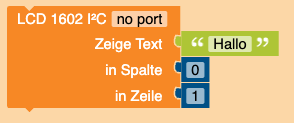 LCD 1602 I²C no port
Zeige Text “ Hallo ”
in Spalte 0
in Zeile 1